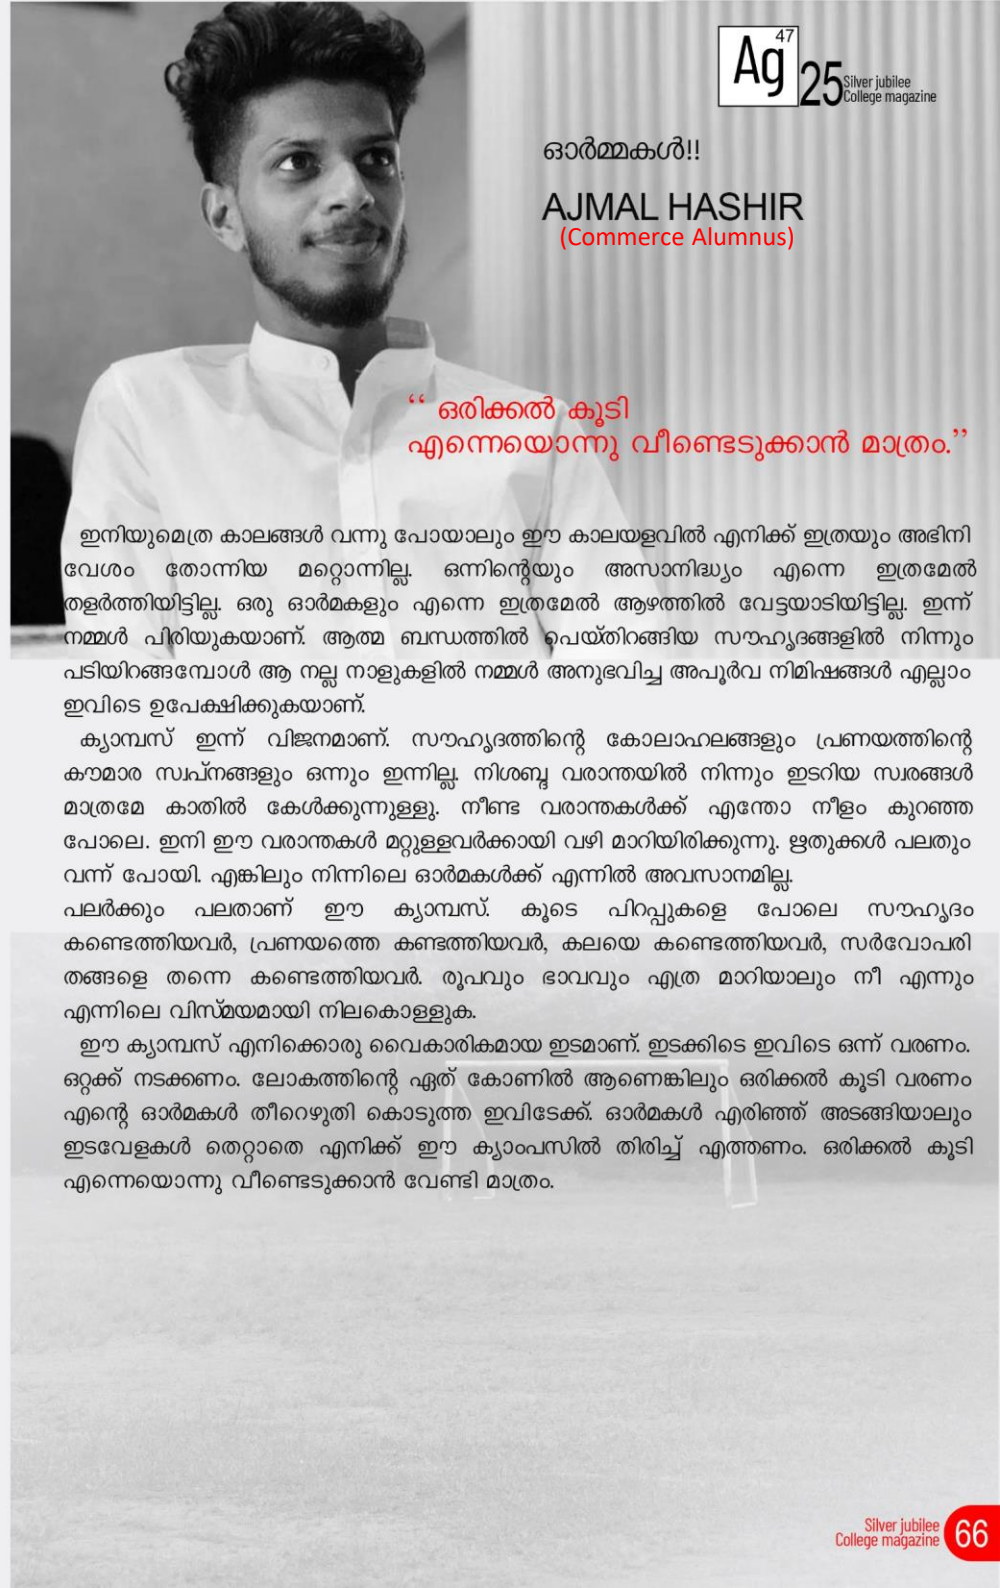 47
Ag
25 Silver jubilee
College magazine
ഓർമ്മകൾ!!
AJMAL HASHIR
(Commerce Alumnus)
“ ഒരിക്കൽ കൂടി
എന്നെയൊന്നു വീണ്ടെടുക്കാൻ മാത്രം.”
ഇനിയുമെത്ര കാലങ്ങൾ വന്നു പോയാലും ഈ കാലയളവിൽ എനിക്ക് ഇത്രയും അഭിനി
വേശം തോന്നിയ മറ്റൊന്നില്ല. ഒന്നിന്റെയും അസാനിദ്ധ്യം എന്നെ ഇത്രമേൽ
തളർത്തിയിട്ടില്ല. ഒരു ഓർമകളും എന്നെ ഇത്രമേൽ ആഴത്തിൽ വേട്ടയാടിയിട്ടില്ല. ഇന്ന്
നമ്മൾ പിരിയുകയാണ്. ആത്മ ബന്ധത്തിൽ പെയ്തിറങ്ങിയ സൗഹൃദങ്ങളിൽ നിന്നും
പടിയിറങ്ങമ്പോൾ ആ നല്ല നാളുകളിൽ നമ്മൾ അനുഭവിച്ച അപൂർവ നിമിഷങ്ങൾ എല്ലാം
ഇവിടെ ഉപേക്ഷിക്കുകയാണ്.
ക്യാമ്പസ് ഇന്ന് വിജനമാണ്. സൗഹൃദത്തിന്റെ കോലാഹലങ്ങളും പ്രണയത്തിന്റെ
കൗമാര സ്വപ്നങ്ങളും ഒന്നും ഇന്നില്ല. നിശബ്ദ വരാന്തയിൽ നിന്നും ഇടറിയ സ്വരങ്ങൾ
മാത്രമേ കാതിൽ കേൾക്കുന്നുള്ളു. നീണ്ട വരാന്തകൾക്ക് എന്തോ നീളം കുറഞ്ഞ
പോലെ. ഇനി ഈ വരാന്തകൾ മറ്റുള്ളവർക്കായി വഴി മാറിയിരിക്കുന്നു. ഋതുക്കൾ പലതും
വന്ന് പോയി. എങ്കിലും നിന്നിലെ ഓർമകൾക്ക് എന്നിൽ അവസാനമില്ല.
പലർക്കും പലതാണ് ഈ ക്യാമ്പസ്. കൂടെ പിറപ്പുകളെ പോലെ സൗഹൃദം
കണ്ടെത്തിയവർ, പ്രണയത്തെ കണ്ടത്തിയവർ, കലയെ കണ്ടെത്തിയവർ, സർവോപരി
തങ്ങളെ തന്നെ കണ്ടെത്തിയവർ. രൂപവും ഭാവവും എത്ര മാറിയാലും നീ എന്നും
എന്നിലെ വിസ്മയമായി നിലകൊള്ളുക.
ഈ ക്യാമ്പസ് എനിക്കൊരു വൈകാരികമായ ഇടമാണ്. ഇടക്കിടെ ഇവിടെ ഒന്ന് വരണം.
ഒറ്റക്ക് നടക്കണം. ലോകത്തിന്റെ ഏത് കോണിൽ ആണെങ്കിലും ഒരിക്കൽ കൂടി വരണം
എന്റെ ഓർമകൾ തീറെഴുതി കൊടുത്ത ഇവിടേക്ക്. ഓർമകൾ എരിഞ്ഞ് അടങ്ങിയാലും
ഇടവേളകൾ തെറ്റാതെ എനിക്ക് ഈ ക്യാംപസിൽ തിരിച്ച് എത്തണം. ഒരിക്കൽ കൂടി
എന്നെയൊന്നു വീണ്ടെടുക്കാൻ വേണ്ടി മാത്രം.
Silver jubilee
College magazine 66